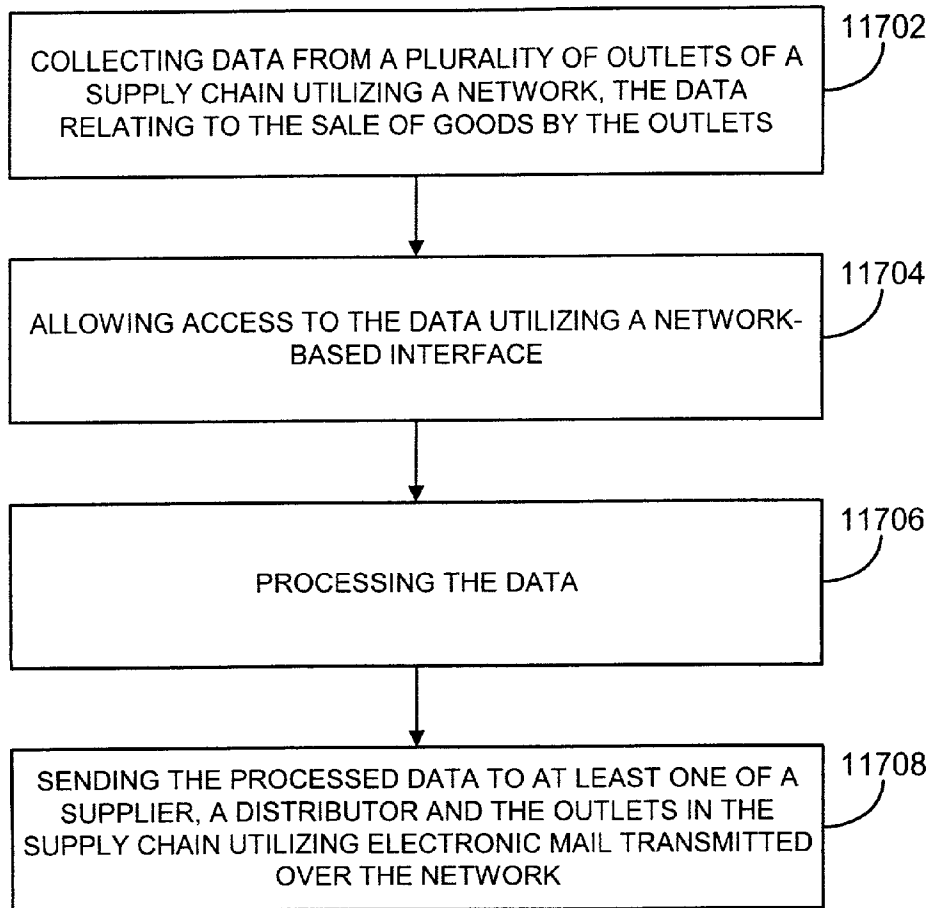 11702
COLLECTING DATA FROM A PLURALITY OF OUTLETS OF A
SUPPLY CHAIN UTILIZING A NETWORK, THE DATA
RELATING TO THE SALE OF GOODS BY THE OUTLETS
11704
ALLOWING ACCESS TO THE DATA UTILIZING A NETWORK-
BASED INTERFACE
11706
PROCESSING THE DATA
11708
SENDING THE PROCESSED DATA TO AT LEAST ONE OF A
SUPPLIER, A DISTRIBUTOR AND THE OUTLETS IN THE
SUPPLY CHAIN UTILIZING ELECTRONIC MAIL TRANSMITTED
OVER THE NETWORK